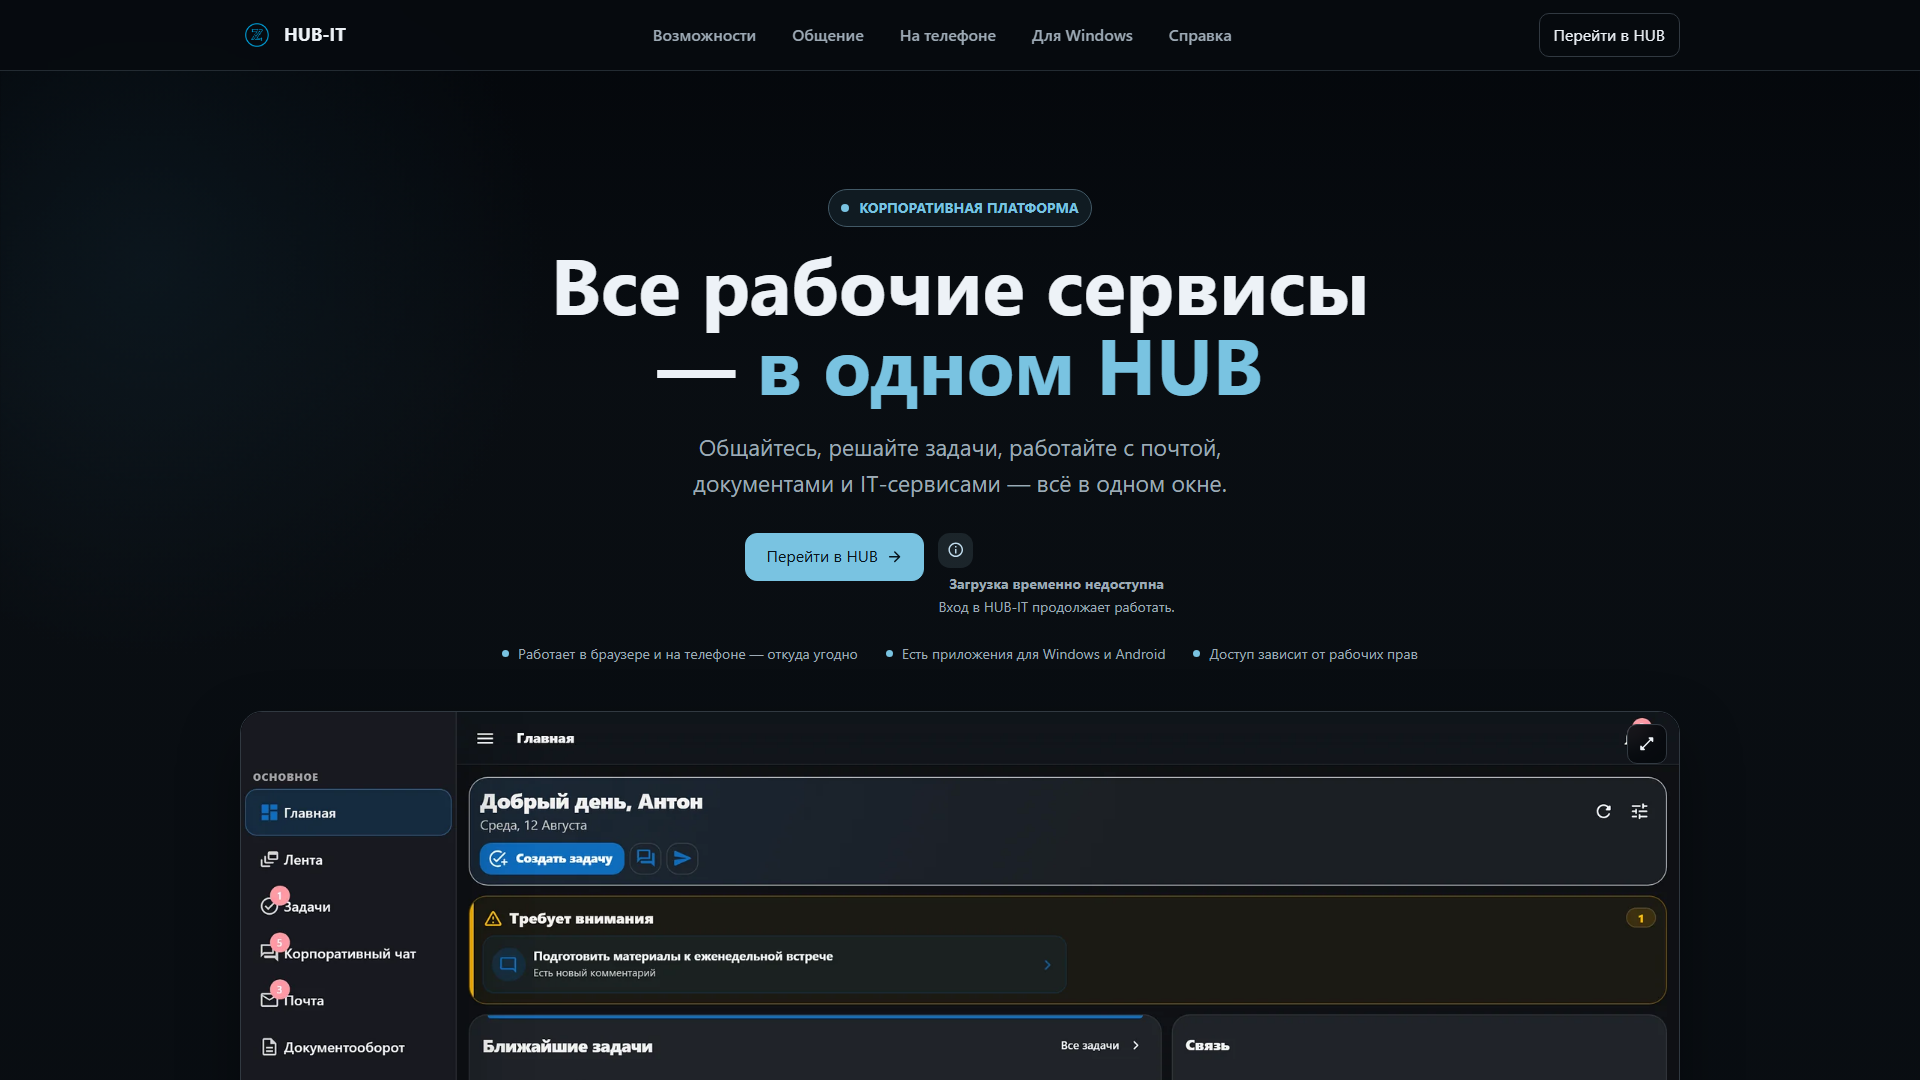 HUB-IT
Возможности
Общение
На телефоне
Для Windows
Справка
Перейти в HUB
КОРПОРАТИВНАЯ ПЛАТФОРМА
Все рабочие сервисы
— в одном HUB
Общайтесь, решайте задачи, работайте с почтой,
документами и IT-сервисами — всё в одном окне.
Перейти в HUB
Загрузка временно недоступна
Вход в HUB-IT продолжает работать.
Работает в браузере и на телефоне — откуда угодно
Есть приложения для Windows и Android
Доступ зависит от рабочих прав
Главная
ОСНОВНОЕ
Главная
Лента
1
Задачи
5
Корпоративный чат
3
Почта
Документооборот
Добрый день, Антон
Среда, 12 Августа
Создать задачу
Требует внимания
1
Подготовить материалы к еженедельной встрече
Есть новый комментарий
Ближайшие задачи
Все задачи
Связь